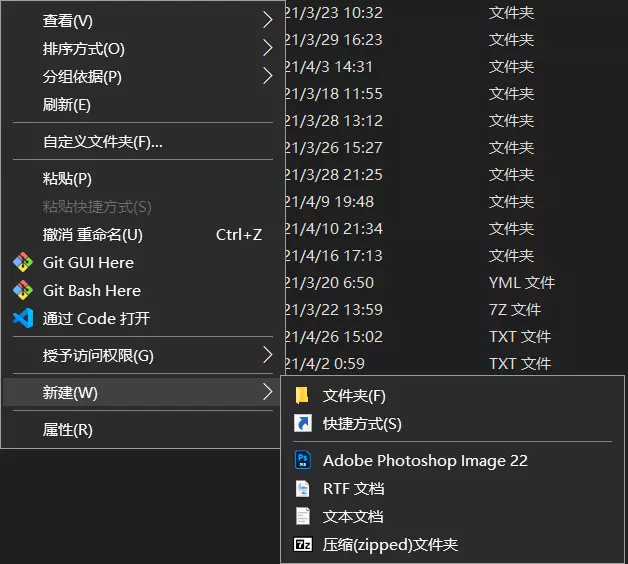 查看(V)
排序方式(O)
分组依据(P)
刷新(E)
自定义文件夹(F)...
粘贴(P)
粘贴快捷方式(S)
撤消 重命名(U) Ctrl+Z
Git GUI Here
Git Bash Here
通过 Code 打开
授予访问权限(G)
新建(W)
属性(R)
21/3/23 10:32 文件夹
21/3/29 16:23 文件夹
21/4/3 14:31 文件夹
21/3/18 11:55 文件夹
21/3/28 13:12 文件夹
21/3/26 15:27 文件夹
21/3/28 21:25 文件夹
21/4/9 19:48 文件夹
21/4/10 21:34 文件夹
21/4/16 17:13 文件夹
21/3/20 6:50 YML 文件
21/3/22 13:59 7Z 文件
21/4/26 15:02 TXT 文件
21/4/2 0:59 TXT 文件
文件夹(F)
快捷方式(S)
Adobe Photoshop Image 22
RTF 文档
文本文档
压缩(zipped)文件夹